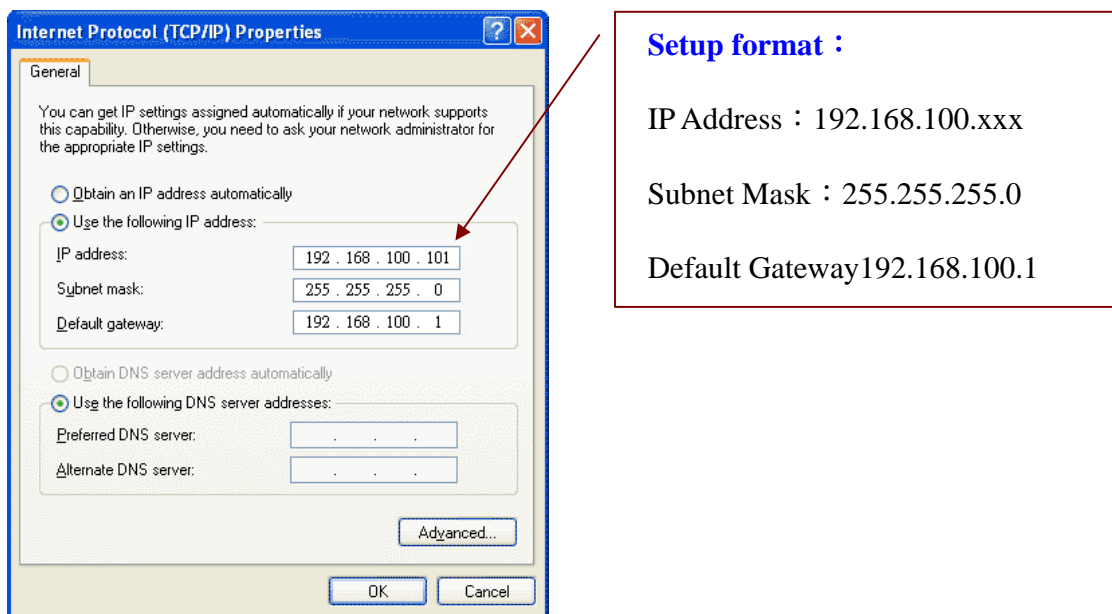 Internet Protocol (TCP/IP) Properties
General
You can get IP settings assigned automatically if your network supports
this capability. Otherwise, you need to ask your network administrator for
the appropriate IP settings.
Obtain an IP address automatically
Use the following IP address:
IP address:
192 . 168 . 100 . 101
Subnet mask:
255 . 255 . 255 . 0
Default gateway:
192 . 168 . 100 . 1
Obtain DNS server address automatically
Use the following DNS server addresses:
Preferred DNS server:
. . .
Alternate DNS server:
. . .
Advanced...
OK
Cancel
Setup format：
IP Address：192.168.100.xxx
Subnet Mask：255.255.255.0
Default Gateway192.168.100.1